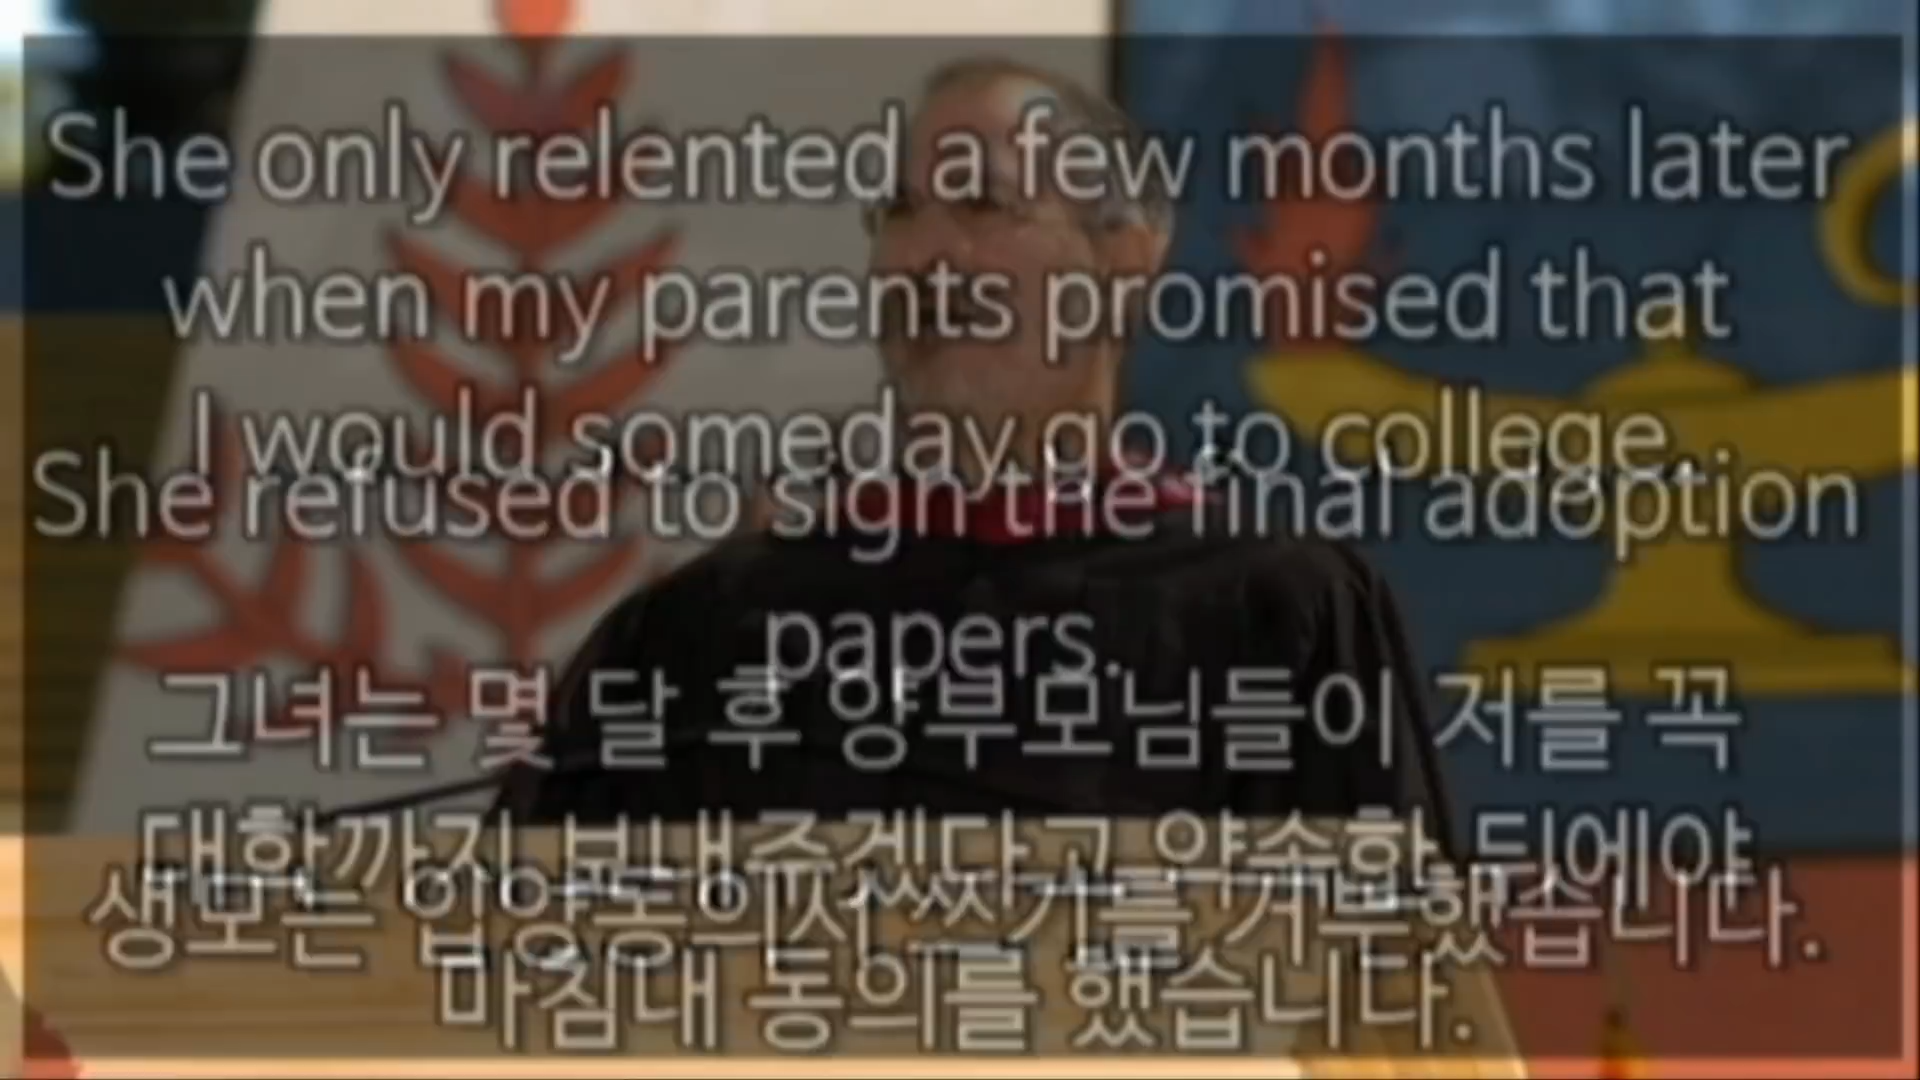 She only relented a few months later
when my parents promised that
I would someday go to college.
She refused to sign the final adoption
papers.
그녀는 몇 달 후 양부모님들이 저를 꼭
대학까지 보내주겠다고 약속한 뒤에야
생모는 입양동의서 쓰기를 거부했습니다.
마침내 동의를 했습니다.